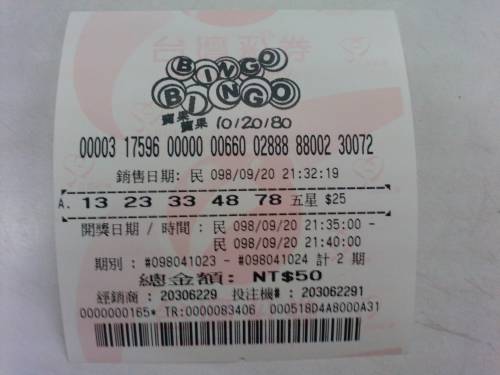 台灣彩券
BINGO
BINGO
賓果
賓果 10/20/80
00003 17596 00000 00660 02888 88002 30072
銷售日期: 民 098/09/20 21:32:19
A. 13 23 33 48 78 五星 $25
開獎日期 / 時間 : 民 098/09/20 21:35:00 -
民 098/09/20 21:40:00
期別 : #098041023 - #098041024 計 2 期
總金額: NT$50
經銷商 : 20306229 投注機# : 203062291
0000000165* TR:0000083406 000518D4A8000A31